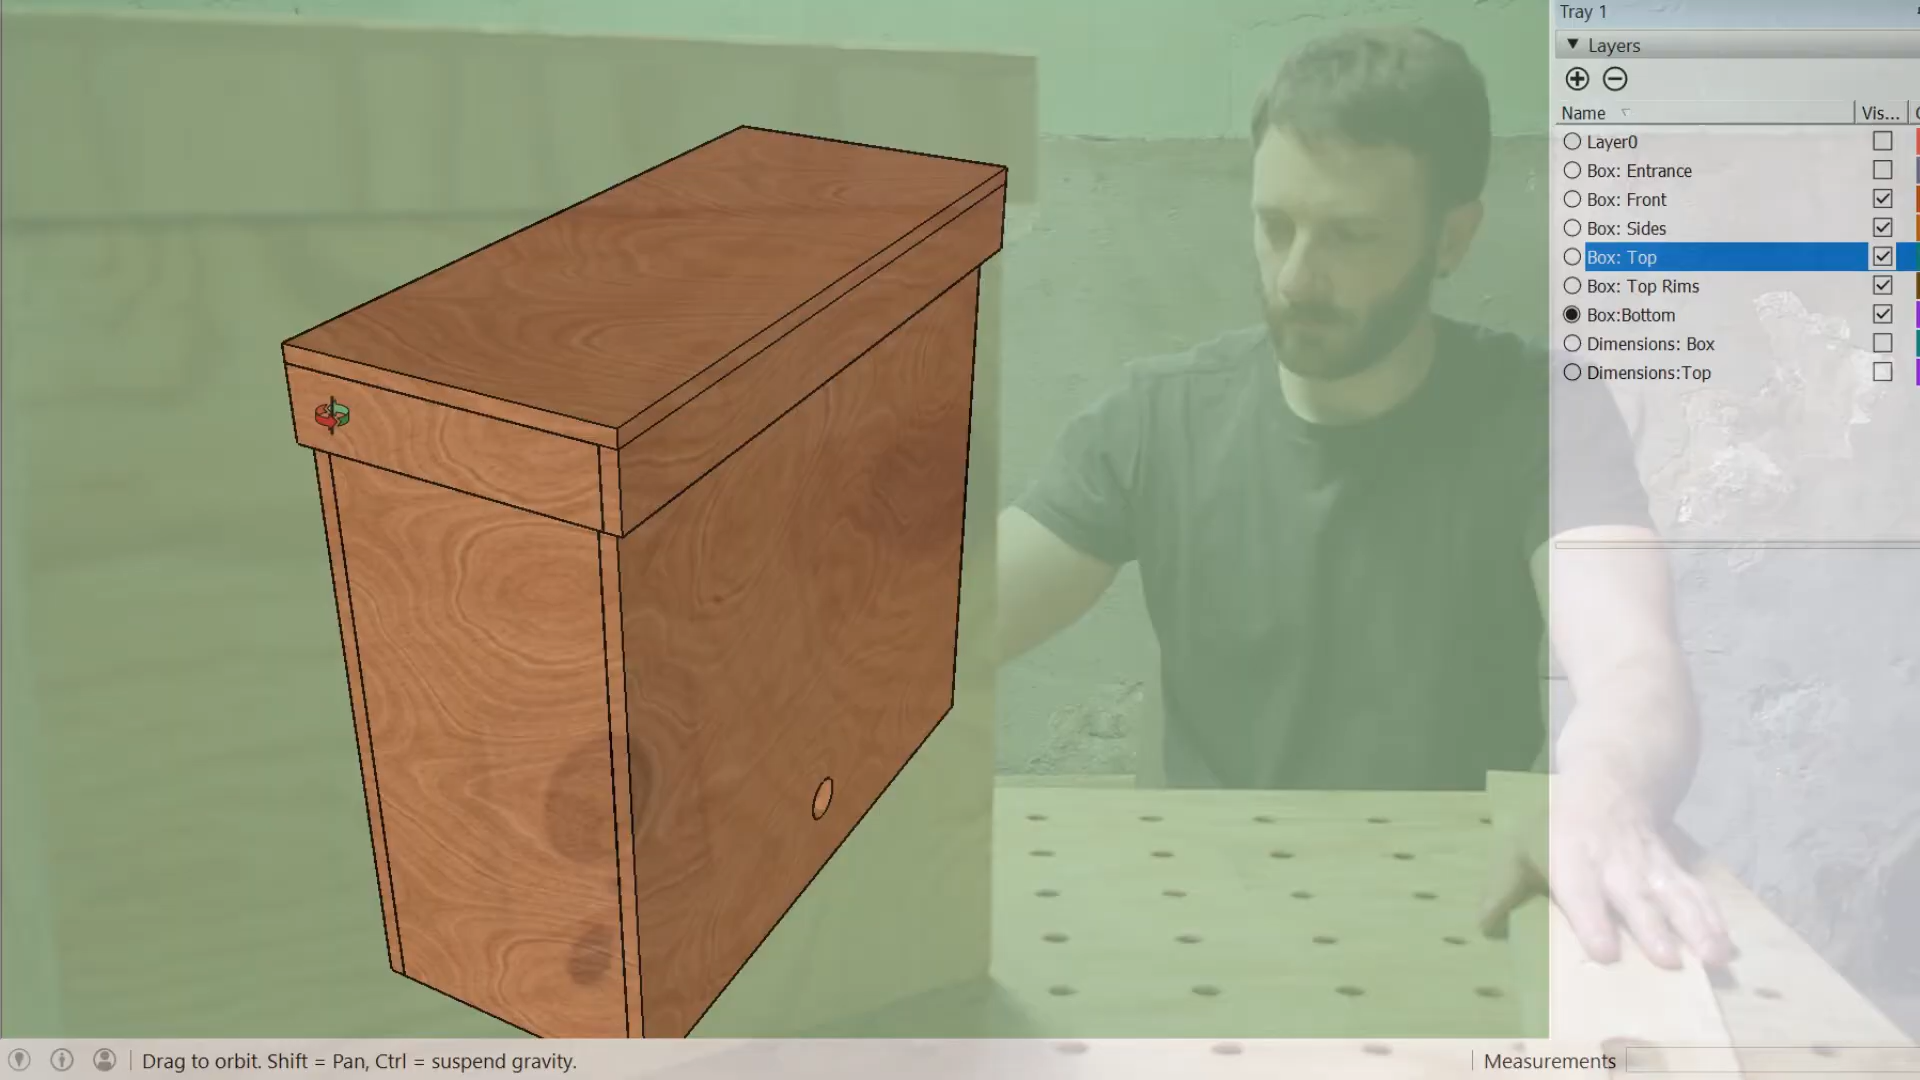 Tray 1
Layers
Name Vis...
Layer0
Box: Entrance
Box: Front
Box: Sides
Box: Top
Box: Top Rims
Box:Bottom
Dimensions: Box
Dimensions:Top
Drag to orbit. Shift = Pan, Ctrl = suspend gravity.
Measurements